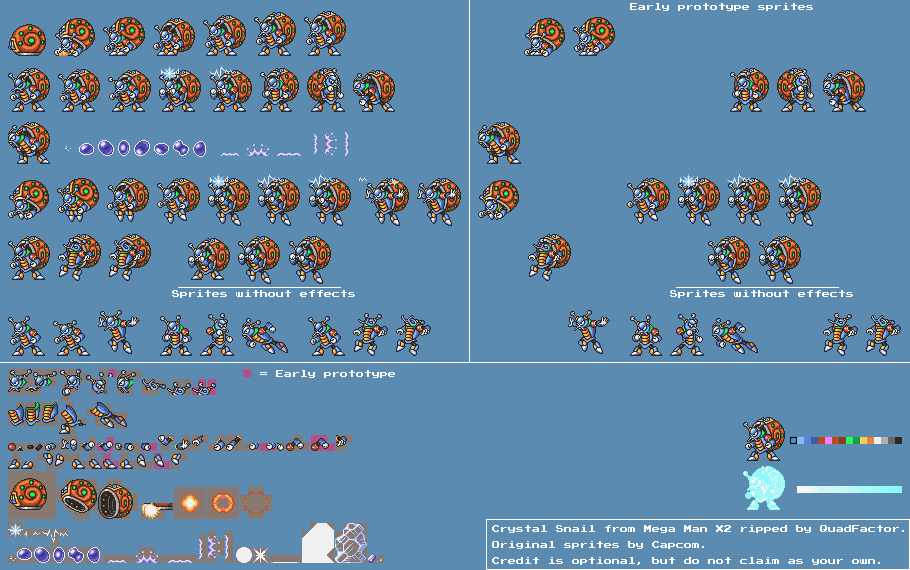 Early prototype sprites
Sprites without effects
Sprites without effects
= Early prototype
Crystal Snail from Mega Man X2 ripped by QuadFactor.
Original sprites by Capcom.
Credit is optional, but do not claim as your own.